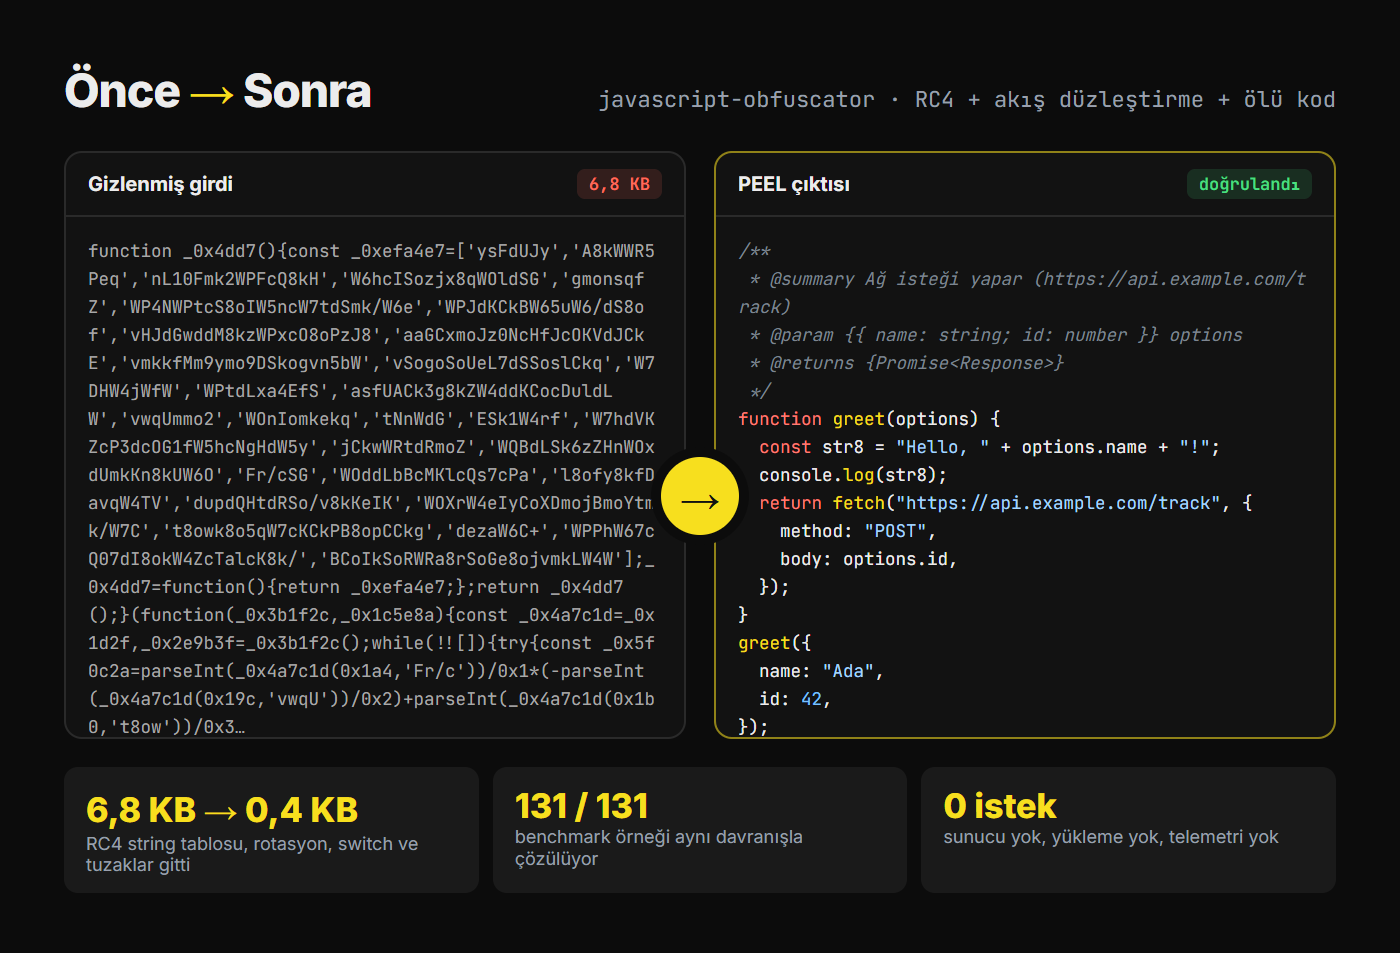 Önce → Sonra
javascript-obfuscator · RC4 + akış düzleştirme + ölü kod
Gizlenmiş girdi
6,8 KB
function _0x4dd7(){const _0xefa4e7=['ysFdUJy','A8kWWR5
Peq','nL10Fmk2WPFcQ8kH','W6hcISozjx8qWOldSG','gmonsqf
Z','WP4NWPtcS8oIW5ncW7tdSmk/W6e','WPJdKCkBW65uW6/dS8o
f','vHJdGwddM8kzWPxcO8oPzJ8','aaGCxmoJz0NcHfJcOKVdJCk
E','vmkkfMm9ymo9DSkogvn5bW','vSogoSoUeL7dSSoslCkq','W7
DHW4jWfW','WPtdLxa4EfS','asfUACk3g8kZW4ddKCocDuldL
W','vwqUmmo2','WOnIomkekq','tNnWdG','ESk1W4rf','W7hdVK
ZcP3dcOG1fW5hcNgHdW5y','jCkwWRtdRmoZ','WQBdLSk6zZHnWOx
dUmkKn8kUW6O','Fr/cSG','WOddLbBcMKlcQs7cPa','l8ofy8kfD
avqW4TV','dupdQHtdRSo/v8kKeIK','WOXrW4eIyCoXDmojBmoYtm
k/W7C','t8owk8o5qW7cKCkPB8opCCkg','dezaW6C+','WPPhW67c
Q07dI8okW4ZcTalcK8k/','BCoIkSoRWRa8rSoGe8ojvmkLW4W'];_
0x4dd7=function(){return _0xefa4e7;};return _0x4dd7
();}(function(_0x3b1f2c,_0x1c5e8a){const _0x4a7c1d=_0x
1d2f,_0x2e9b3f=_0x3b1f2c();while(!![]){try{const _0x5f
0c2a=parseInt(_0x4a7c1d(0x1a4,'Fr/c'))/0x1*(-parseInt
(_0x4a7c1d(0x19c,'vwqU'))/0x2)+parseInt(_0x4a7c1d(0x1b
0,'t8ow'))/0x3…
→
PEEL çıktısı
doğrulandı
/**
* @summary Ağ isteği yapar (https://api.example.com/t
rack)
* @param {{ name: string; id: number }} options
* @returns {Promise<Response>}
*/
function greet(options) {
const str8 = "Hello, " + options.name + "!";
console.log(str8);
return fetch("https://api.example.com/track", {
method: "POST",
body: options.id,
});
}
greet({
name: "Ada",
id: 42,
});
6,8 KB → 0,4 KB
RC4 string tablosu, rotasyon, switch ve
tuzaklar gitti
131 / 131
benchmark örneği aynı davranışla
çözülüyor
0 istek
sunucu yok, yükleme yok, telemetri yok